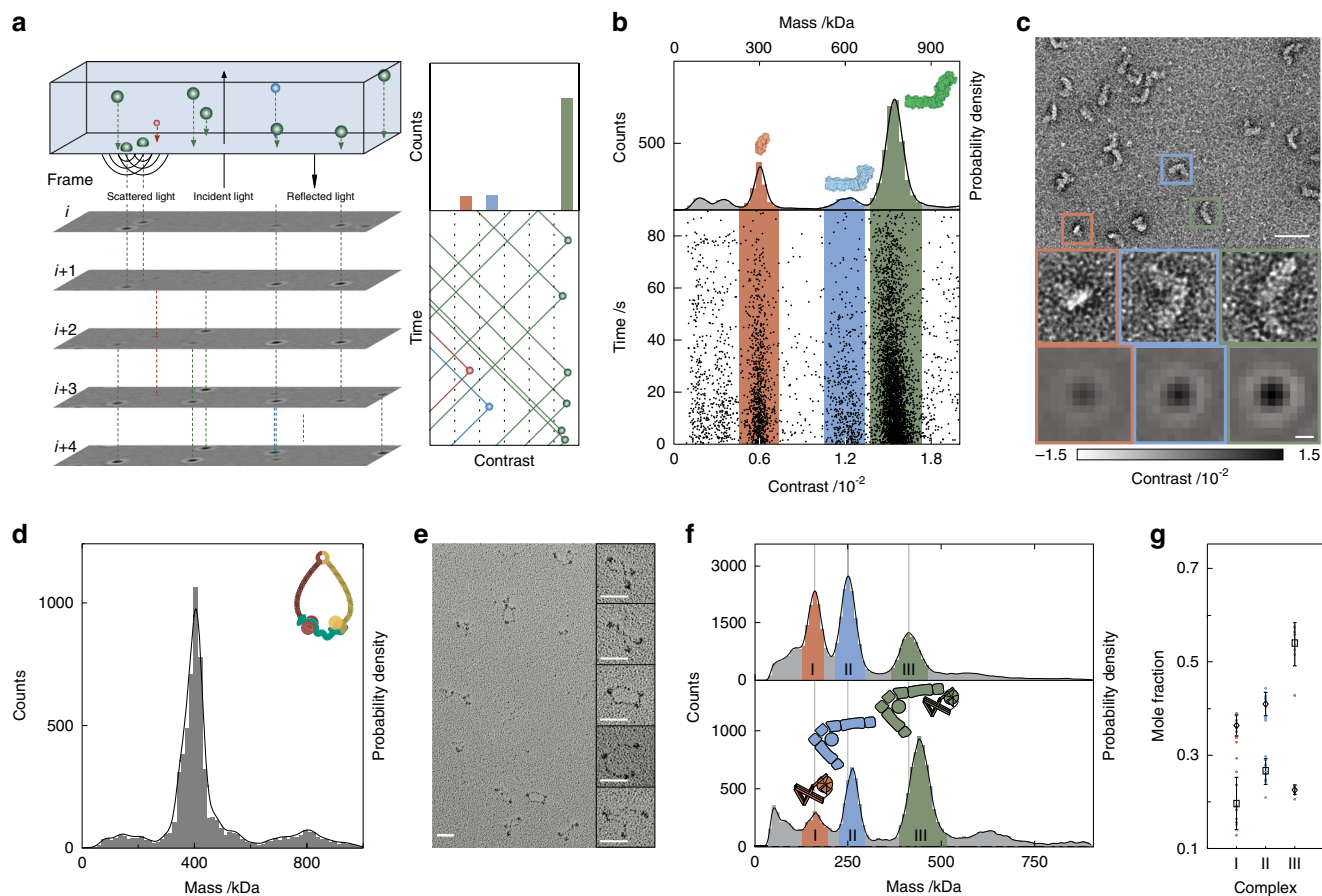 a
Frame
Scattered light
Incident light
Reflected light
i
i+1
i+2
i+3
i+4
Counts
Time
Contrast
b
Mass /kDa
0 300 600 900
Counts
500
Probability density
Time /s
80
60
40
20
0
0 0.6 1.2 1.8
Contrast /10⁻²
c
–1.5 1.5
Contrast /10⁻²
d
Counts
1000
500
0
0 400 800
Mass /kDa
Probability density
e
f
Counts
3000
1500
0
I II III
1000
500
0
I II III
0 250 500 750
Mass /kDa
Probability density
g
Mole fraction
0.7
0.5
0.3
0.1
I II III
Complex